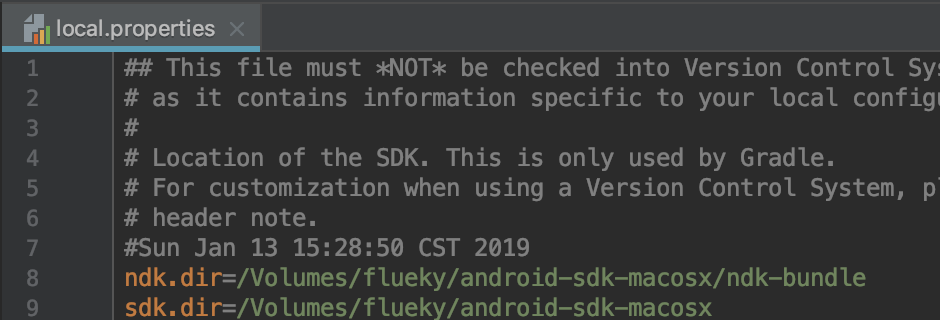 local.properties
1 ## This file must *NOT* be checked into Version Control Sys
2 # as it contains information specific to your local configu
3 #
4 # Location of the SDK. This is only used by Gradle.
5 # For customization when using a Version Control System, pl
6 # header note.
7 #Sun Jan 13 15:28:50 CST 2019
8 ndk.dir=/Volumes/flueky/android-sdk-macosx/ndk-bundle
9 sdk.dir=/Volumes/flueky/android-sdk-macosx